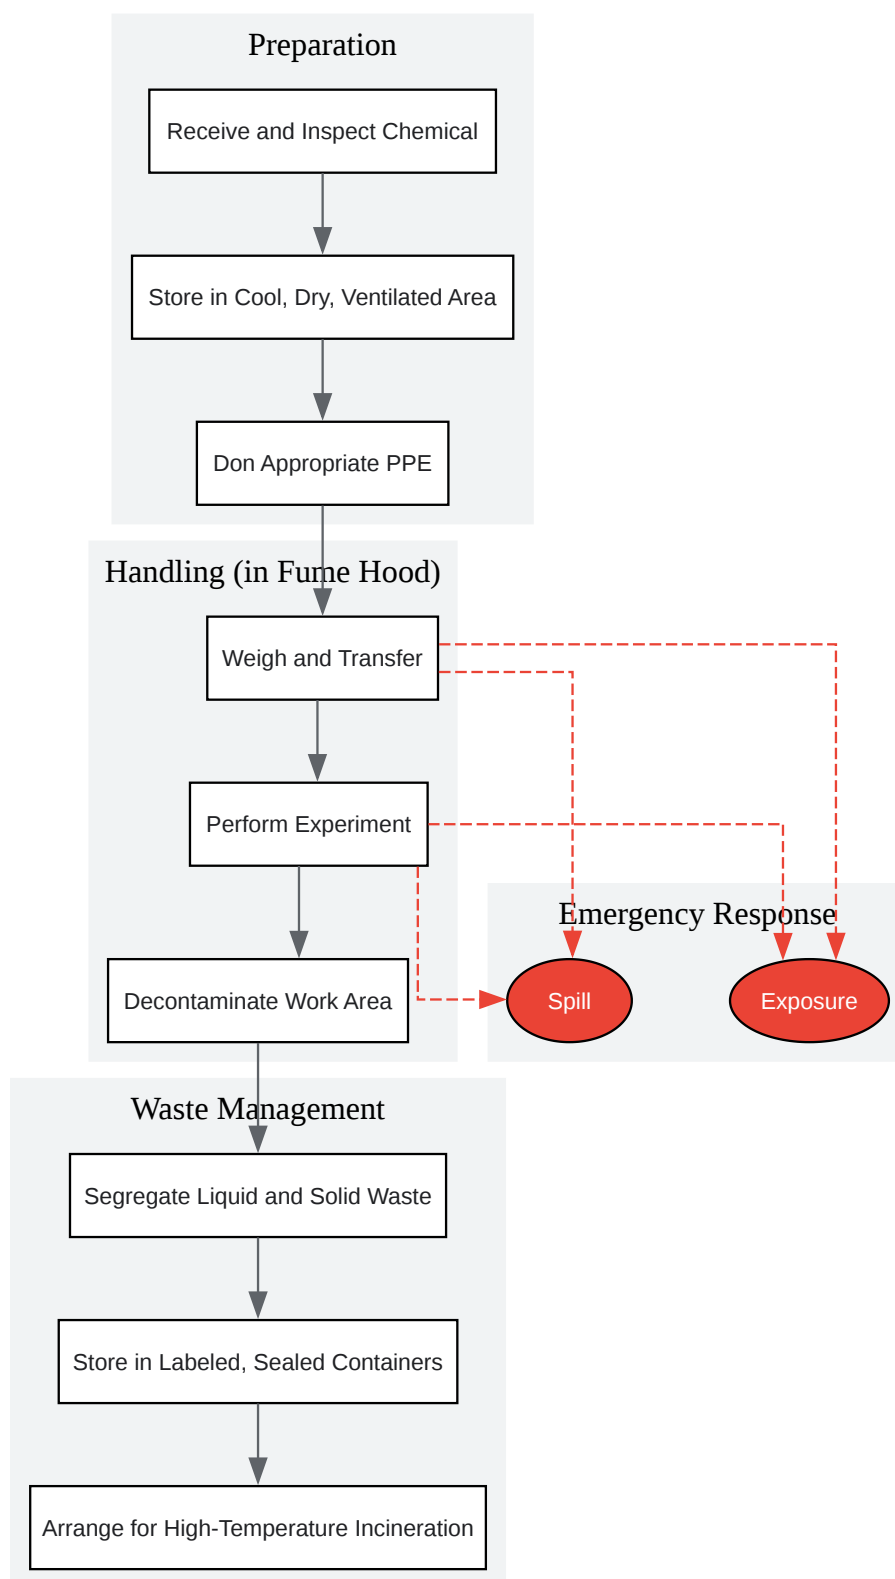 Preparation
Receive and Inspect Chemical
Store in Cool, Dry, Ventilated Area
Don Appropriate PPE
Handling (in Fume Hood)
Weigh and Transfer
Perform Experiment
Decontaminate Work Area
Emergency Response
Spill
Exposure
Waste Management
Segregate Liquid and Solid Waste
Store in Labeled, Sealed Containers
Arrange for High-Temperature Incineration